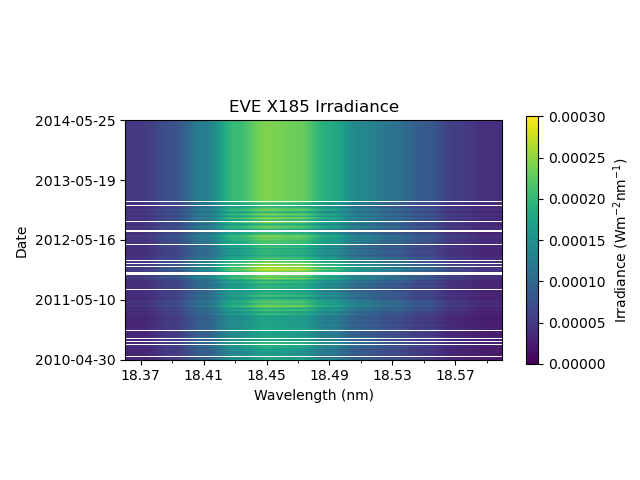 EVE X185 Irradiance
2014-05-25
2013-05-19
2012-05-16
2011-05-10
2010-04-30
Date
18.37 18.41 18.45 18.49 18.53 18.57
Wavelength (nm)
0.00030
0.00025
0.00020
0.00015
0.00010
0.00005
0.00000
Irradiance (Wm⁻²nm⁻¹)